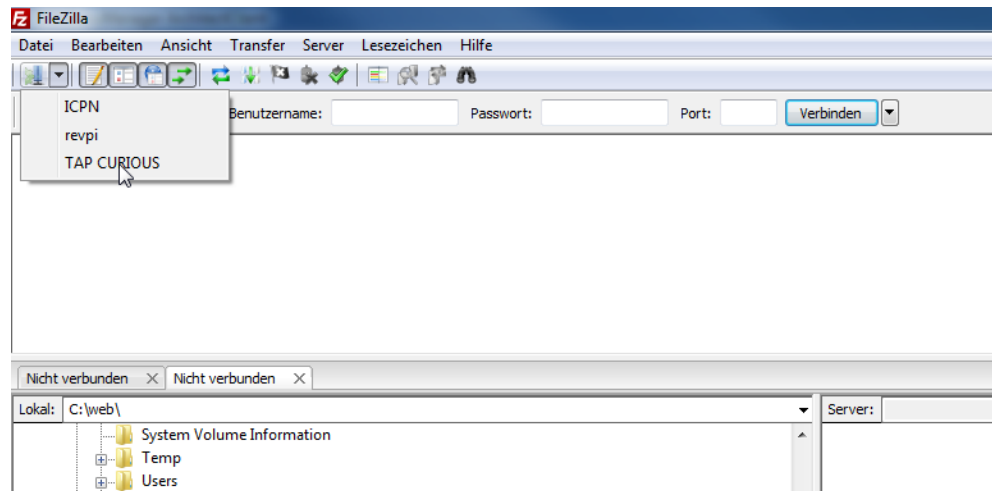 FileZilla
Datei Bearbeiten Ansicht Transfer Server Lesezeichen Hilfe
ICPN
revpi
TAP CURIOUS
Benutzername: Passwort: Port: Verbinden
Nicht verbunden Nicht verbunden
Lokal: C:\web\ Server:
System Volume Information
Temp
Users